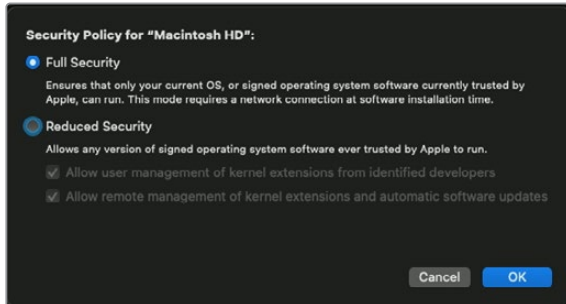 Security Policy for “Macintosh HD”:
Full Security
Ensures that only your current OS, or signed operating system software currently trusted by
Apple, can run. This mode requires a network connection at software installation time.
Reduced Security
Allows any version of signed operating system software ever trusted by Apple to run.
Allow user management of kernel extensions from identified developers
Allow remote management of kernel extensions and automatic software updates
Cancel OK